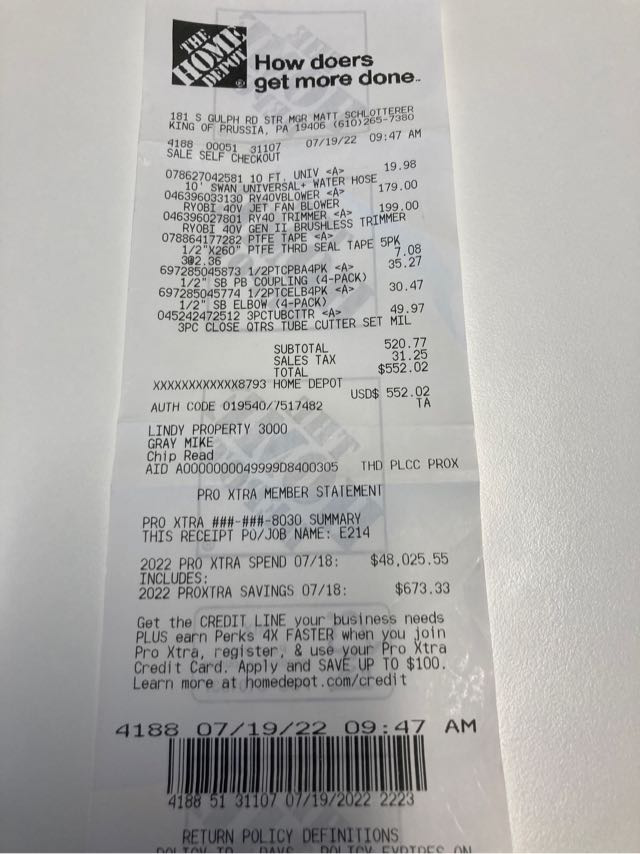 THE
HOME
DEPOT
How doers
get more done
181 S GULPH RD STR MGR MATT SCHLOTTERER
KING OF PRUSSIA, PA 19406 (610)265-7380
4188 00051 31107 07/19/22 09:47 AM
SALE SELF CHECKOUT
078627042581 10 FT. UNIV <A> 19.98
10' SWAN UNIVERSAL+ WATER HOSE
046396033130 RY40VBLOWER <A> 179.00
RYOBI 40V JET FAN BLOWER
046396027801 RY40 TRIMMER <A> 199.00
RYOBI 40V GEN II BRUSHLESS TRIMMER
078864177282 PTFE TAPE <A>
1/2"X260" PTFE THRD SEAL TAPE 5PK
3@2.36 7.08
697285045873 1/2PTCPBA4PK <A> 35.27
1/2" SB PB COUPLING (4-PACK)
697285045774 1/2PTCELB4PK <A> 30.47
1/2" SB ELBOW (4-PACK)
045242472512 3PCTUBCTTR <A> 49.97
3PC CLOSE QTRS TUBE CUTTER SET MIL
SUBTOTAL 520.77
SALES TAX 31.25
TOTAL $552.02
XXXXXXXXXXXX8793 HOME DEPOT
USD$ 552.02
AUTH CODE 019540/7517482 TA
LINDY PROPERTY 3000
GRAY MIKE
Chip Read
AID A0000000049999D8400305 THD PLCC PROX
PRO XTRA MEMBER STATEMENT
PRO XTRA ###-###-8030 SUMMARY
THIS RECEIPT PO/JOB NAME: E214
2022 PRO XTRA SPEND 07/18: $48,025.55
INCLUDES:
2022 PROXTRA SAVINGS 07/18: $673.33
Get the CREDIT LINE your business needs
PLUS earn Perks 4X FASTER when you join
Pro Xtra, register, & use your Pro Xtra
Credit Card. Apply and SAVE UP TO $100.
Learn more at homedepot.com/credit
4188 07/19/22 09:47 AM
4188 51 31107 07/19/2022 2223
RETURN POLICY DEFINITIONS
POLICY ID DAYS POLICY EXPIRES ON